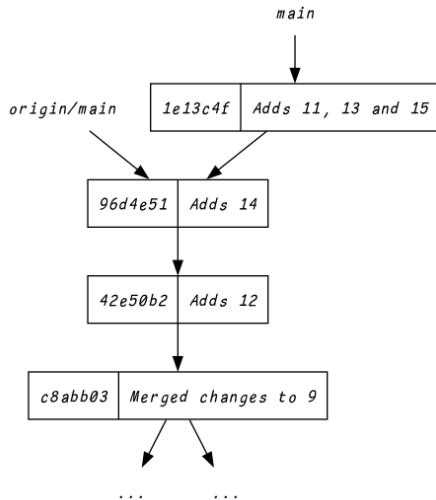 main
origin/main
1e13c4f Adds 11, 13 and 15
96d4e51 Adds 14
42e50b2 Adds 12
c8abb03 Merged changes to 9
... ...